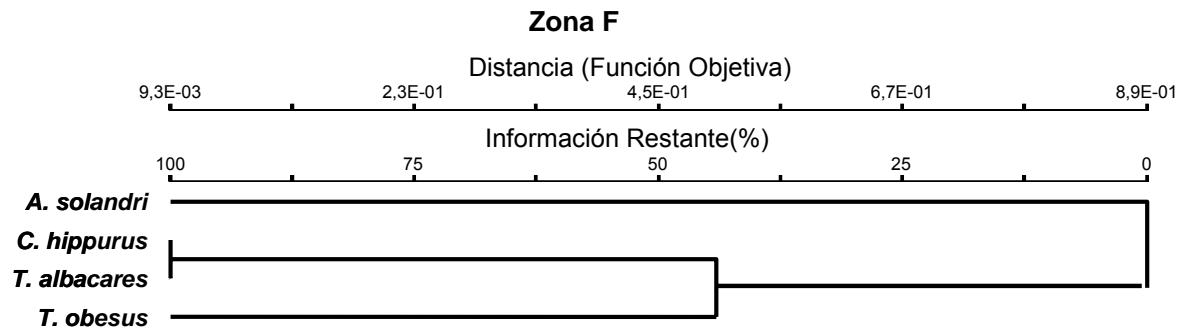 Zona F
Distancia (Función Objetiva)
9,3E-03 2,3E-01 4,5E-01 6,7E-01 8,9E-01
Información Restante(%)
100 75 50 25 0
A. solandri
C. hippurus
T. albacares
T. obesus